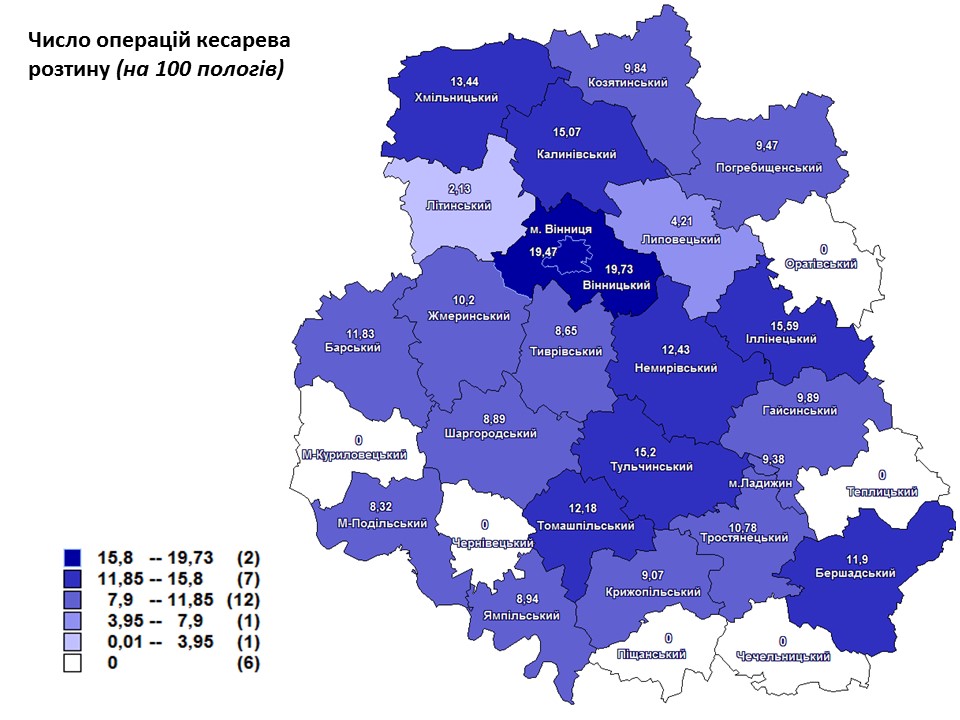 Число операцій кесарева
розтину (на 100 пологів)
9,84
Козятинський
13,44
Хмільницький
15,07
Калинівський
9,47
Погребищенський
2,13
Літинський
4,21
Липовецький
м. Вінниця
19,47
0
Оратівський
19,73
Вінницький
10,2
Жмеринський
11,83
Барський
8,65
Тиврівський
15,59
Іллінецький
12,43
Немирівський
9,89
Гайсинський
8,89
Шаргородський
0
М-Куриловецький
15,2
Тульчинський
9,38
м.Ладижин
0
Теплицький
8,32
М-Подільський
0
Чернівецький
12,18
Томашпільський
10,78
Тростянецький
11,9
Бершадський
9,07
Крижопільський
8,94
Ямпільський
0
Піщанський
0
Чечельницький
15,8 -- 19,73 (2)
11,85 -- 15,8 (7)
7,9 -- 11,85 (12)
3,95 -- 7,9 (1)
0,01 -- 3,95 (1)
0 (6)